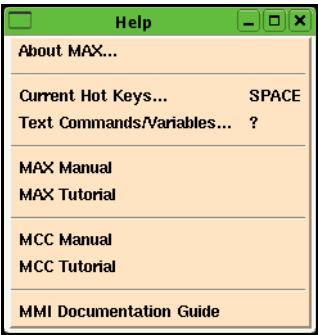 Help
About MAX...
Current Hot Keys... SPACE
Text Commands/Variables... ?
MAX Manual
MAX Tutorial
MCC Manual
MCC Tutorial
MMI Documentation Guide